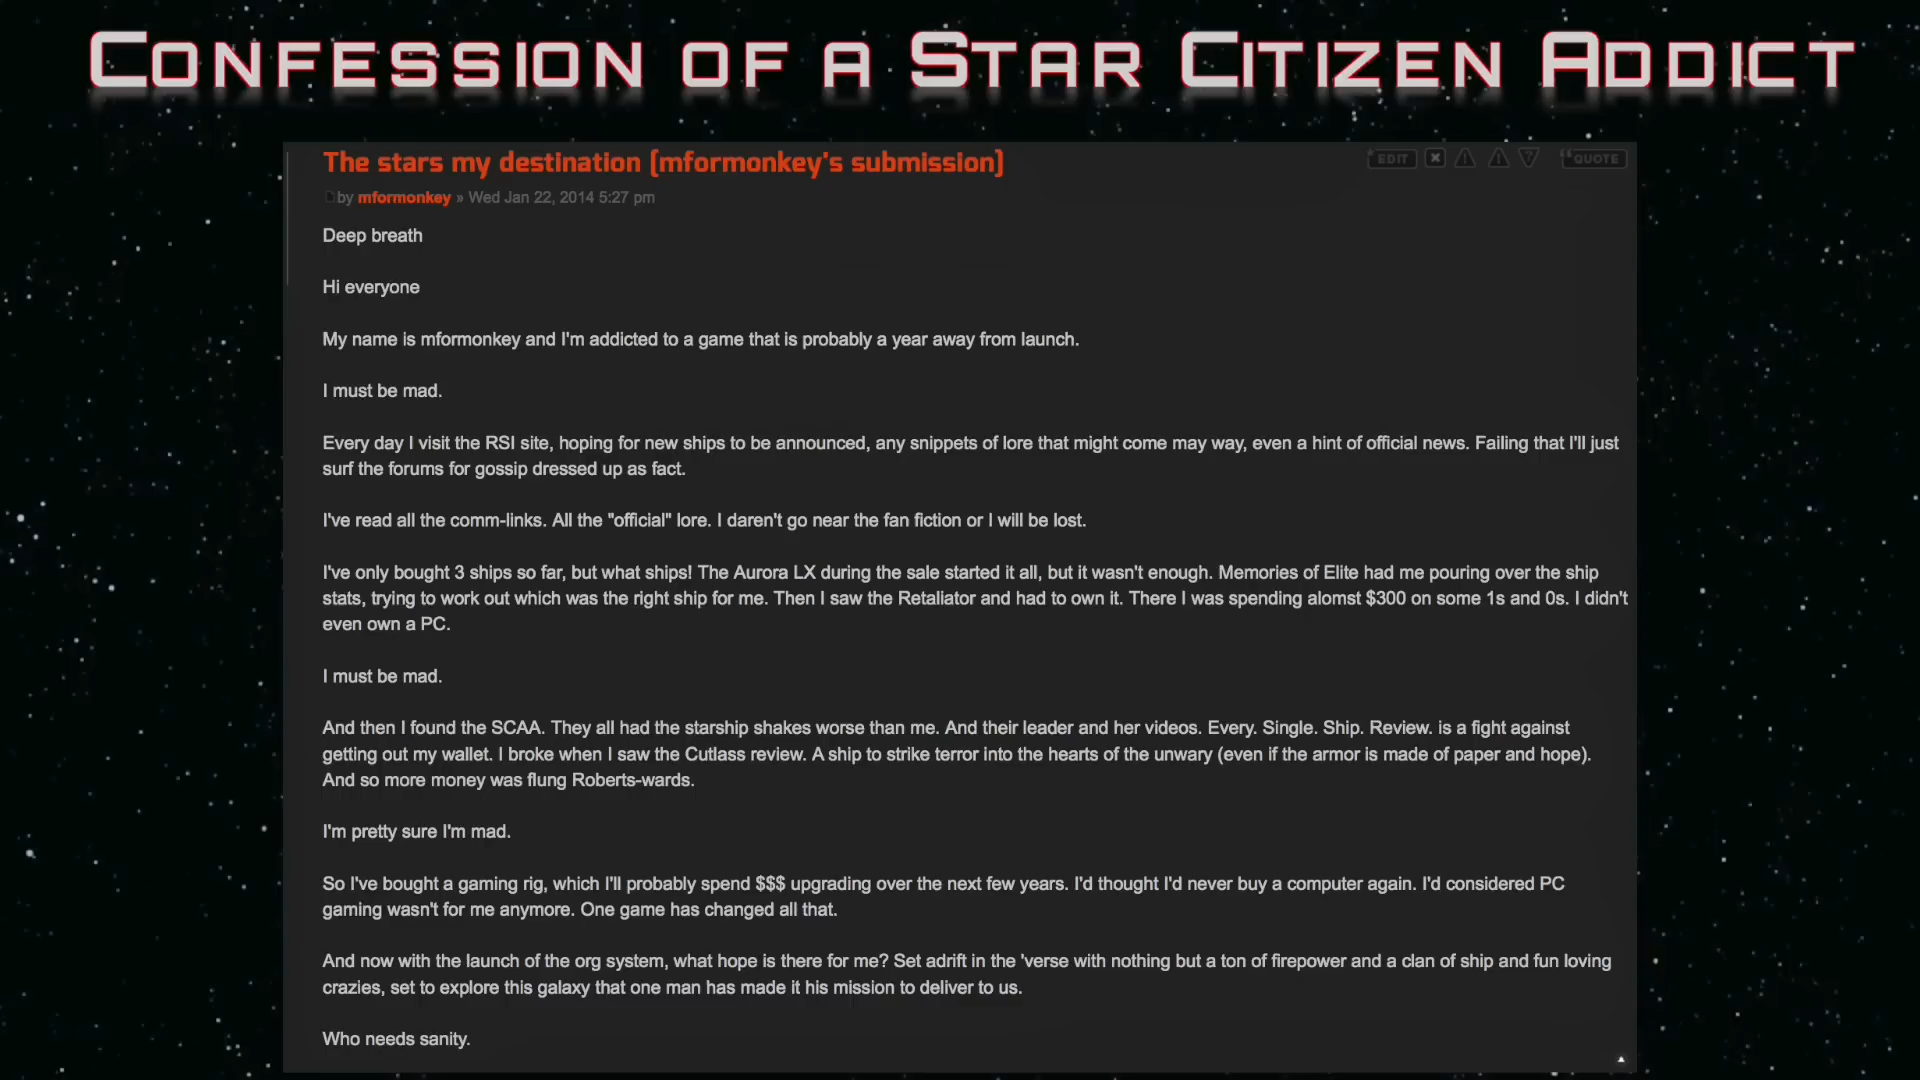 CONFESSION OF A STAR CITIZEN ADDICT
The stars my destination (mformonkey's submission)
EDIT
QUOTE
by mformonkey » Wed Jan 22, 2014 5:27 pm
Deep breath
Hi everyone
My name is mformonkey and I'm addicted to a game that is probably a year away from launch.
I must be mad.
Every day I visit the RSI site, hoping for new ships to be announced, any snippets of lore that might come may way, even a hint of official news. Failing that I'll just
surf the forums for gossip dressed up as fact.
I've read all the comm-links. All the "official" lore. I daren't go near the fan fiction or I will be lost.
I've only bought 3 ships so far, but what ships! The Aurora LX during the sale started it all, but it wasn't enough. Memories of Elite had me pouring over the ship
stats, trying to work out which was the right ship for me. Then I saw the Retaliator and had to own it. There I was spending alomst $300 on some 1s and 0s. I didn't
even own a PC.
I must be mad.
And then I found the SCAA. They all had the starship shakes worse than me. And their leader and her videos. Every. Single. Ship. Review. is a fight against
getting out my wallet. I broke when I saw the Cutlass review. A ship to strike terror into the hearts of the unwary (even if the armor is made of paper and hope).
And so more money was flung Roberts-wards.
I'm pretty sure I'm mad.
So I've bought a gaming rig, which I'll probably spend $$$ upgrading over the next few years. I'd thought I'd never buy a computer again. I'd considered PC
gaming wasn't for me anymore. One game has changed all that.
And now with the launch of the org system, what hope is there for me? Set adrift in the 'verse with nothing but a ton of firepower and a clan of ship and fun loving
crazies, set to explore this galaxy that one man has made it his mission to deliver to us.
Who needs sanity.